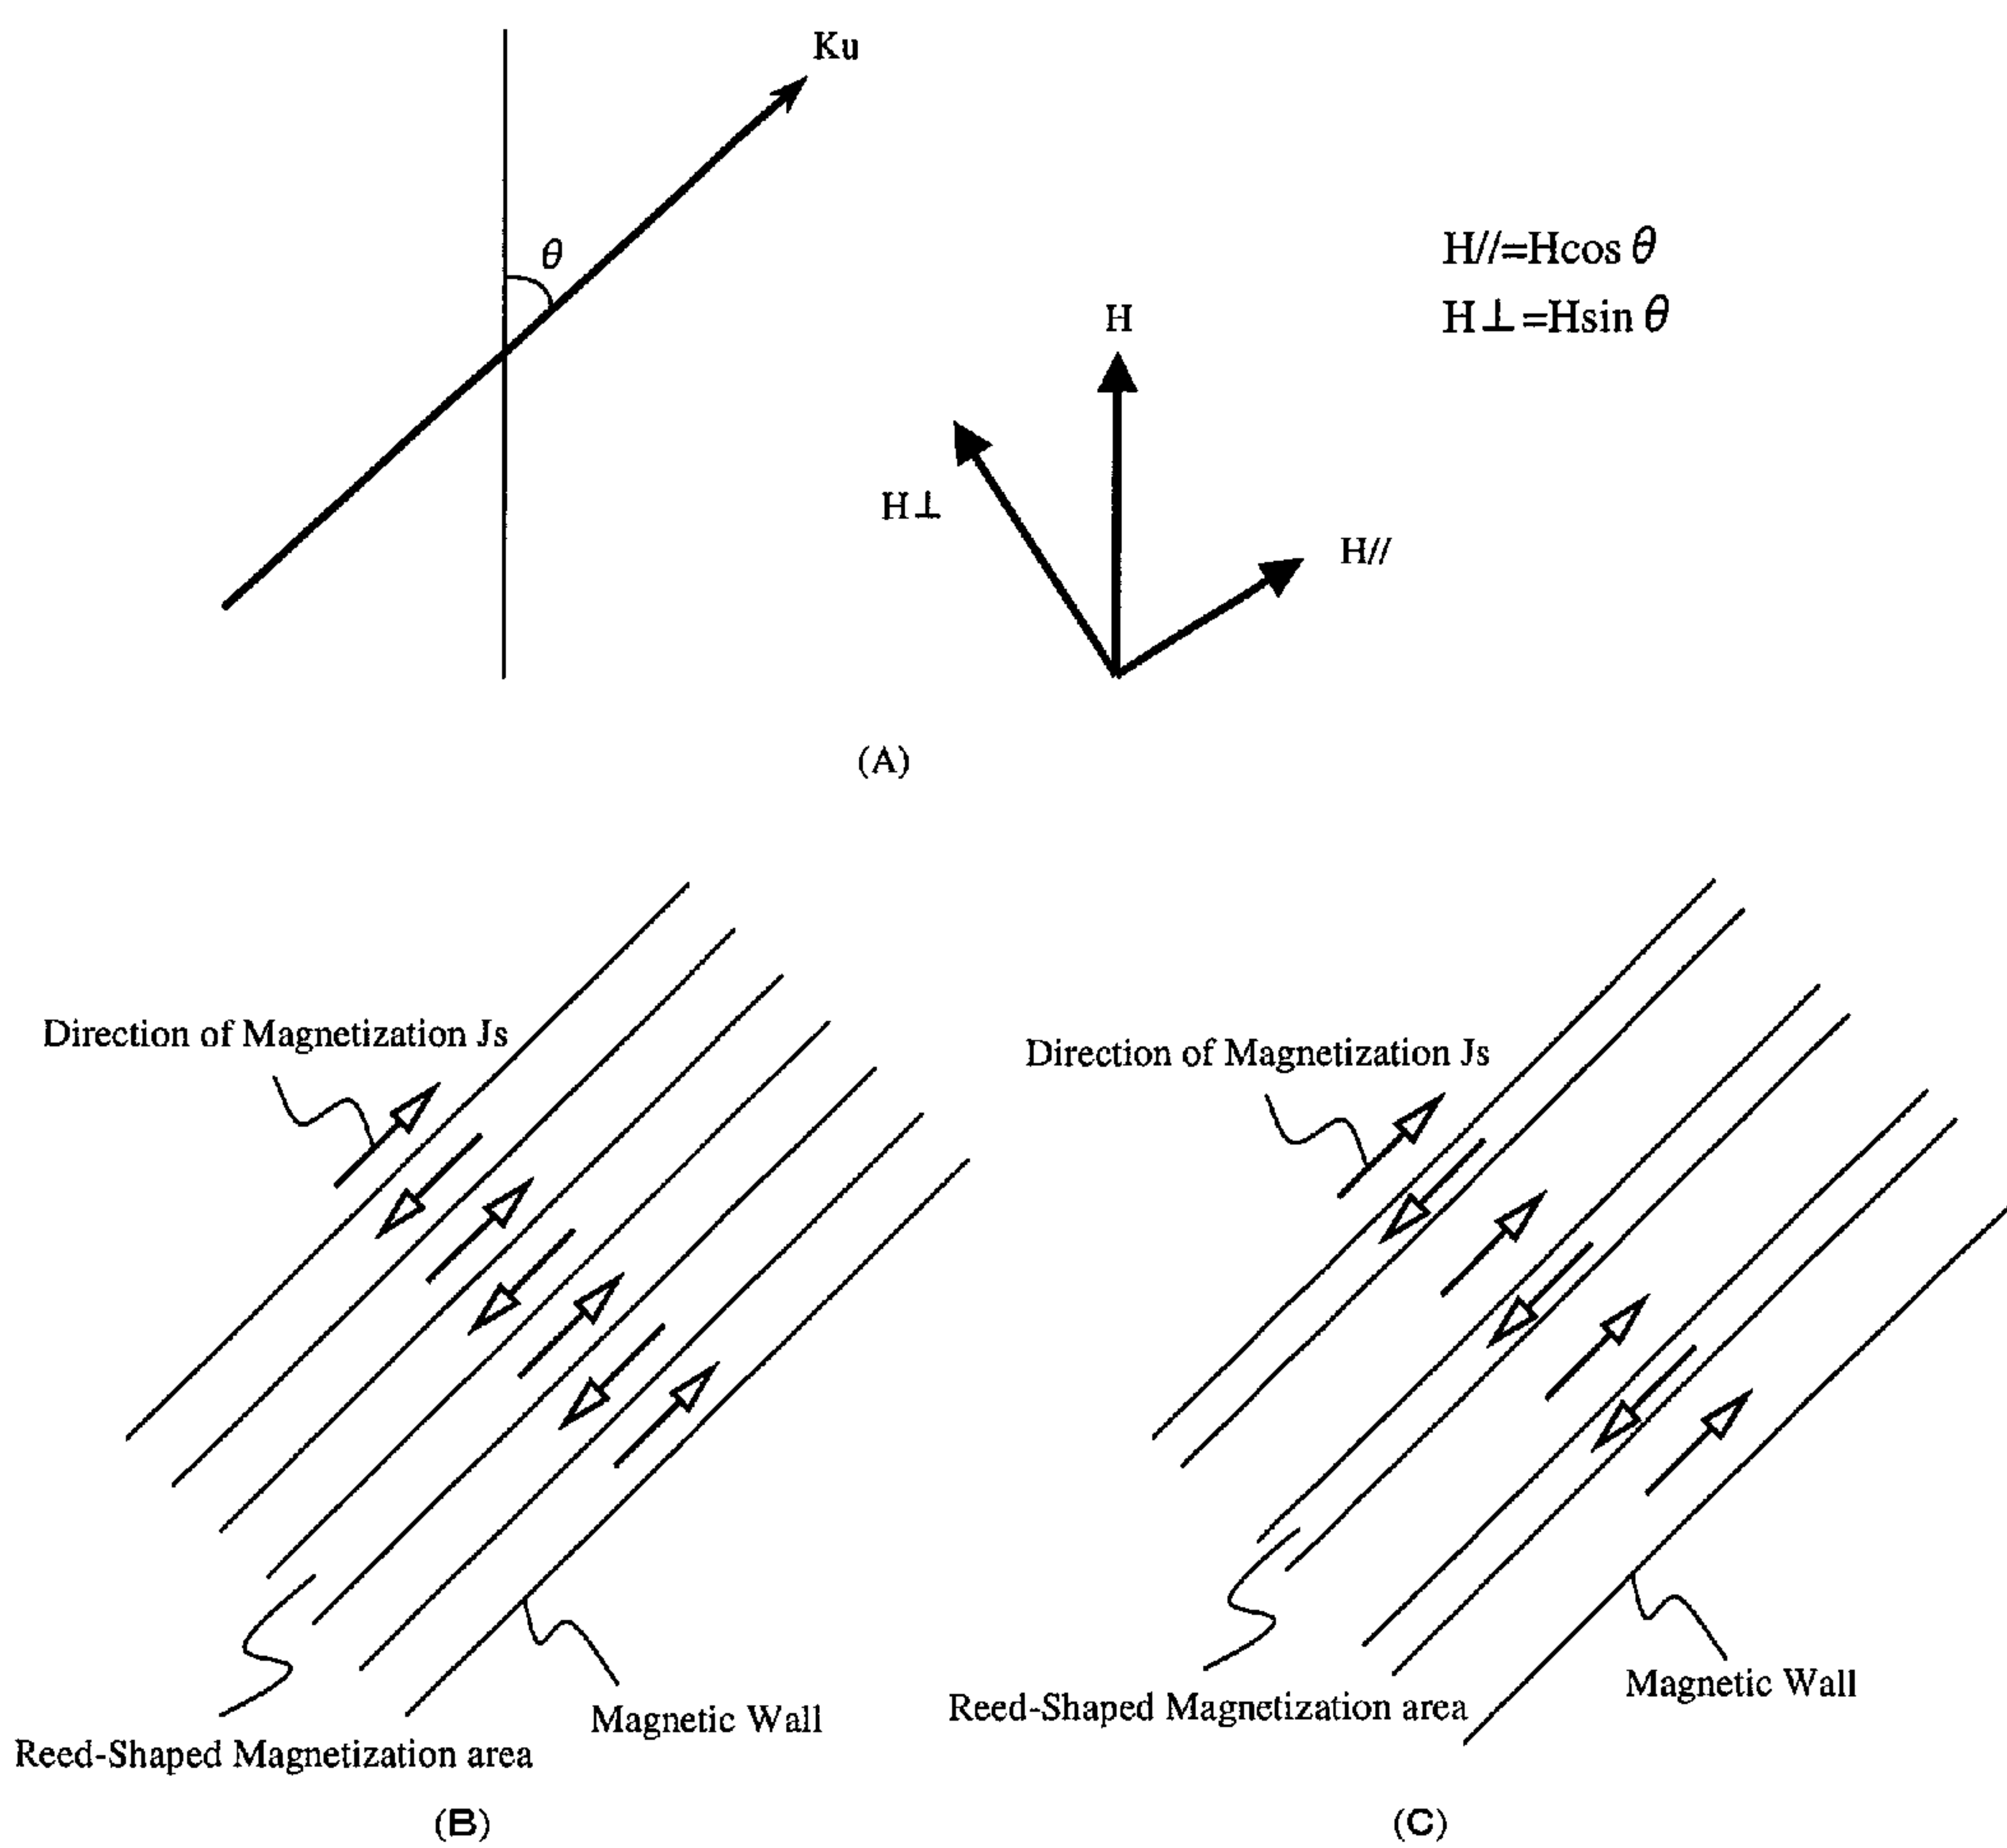 Ku
θ
H//=Hcos θ
H⊥=Hsin θ
H
H⊥
H//
(A)
Direction of Magnetization Js
Reed-Shaped Magnetization area
Magnetic Wall
(B)
Direction of Magnetization Js
Reed-Shaped Magnetization area
Magnetic Wall
(C)